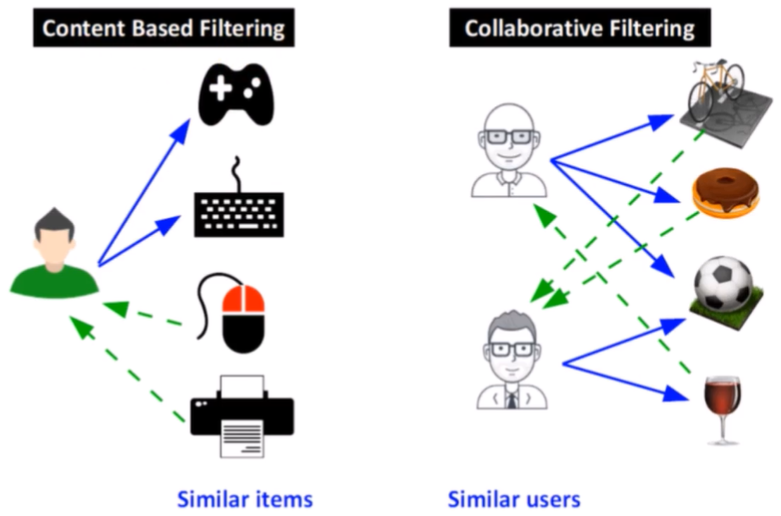 Content Based Filtering
Collaborative Filtering
Similar items
Similar users